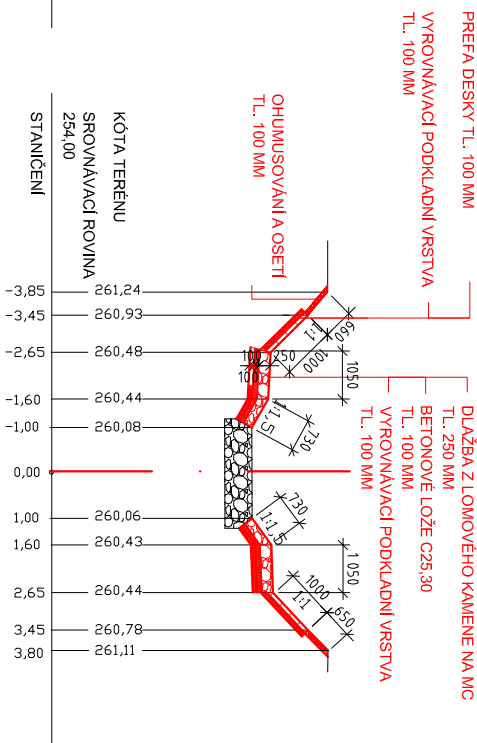 PREFA DESKY TL. 100 MM
VYROVNÁVACÍ PODKLADNÍ VRSTVA
TL. 100 MM
DLAŽBA Z LOMOVÉHO KAMENE NA MC
TL. 250 MM
BETONOVÉ LOŽE C25,30
TL. 100 MM
VYROVNÁVACÍ PODKLADNÍ VRSTVA
TL. 100 MM
OHUMUSOVÁNÍ A OSETÍ
TL. 100 MM
660
1:1
1000
1050
250
100
100
730
1:1,5
730
1:1,5
1050
1000
1:1
650
KÓTA TERÉNU
261,24
260,93
260,48
260,44
260,08
260,06
260,43
260,44
260,78
261,11
SROVNÁVACÍ ROVINA
254,00
STANIČENÍ
-3,85
-3,45
-2,65
-1,60
-1,00
0,00
1,00
1,60
2,65
3,45
3,80